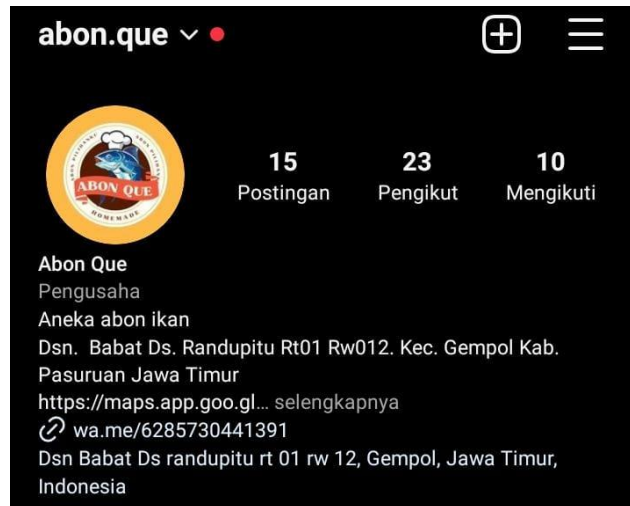 abon.que
ABON QUE
HOMEMADE
15
Postingan
23
Pengikut
10
Mengikuti
Abon Que
Pengusaha
Aneka abon ikan
Dsn. Babat Ds. Randupitu Rt01 Rw012. Kec. Gempol Kab.
Pasuruan Jawa Timur
https://maps.app.goo.gl... selengkapnya
wa.me/6285730441391
Dsn Babat Ds randupitu rt 01 rw 12, Gempol, Jawa Timur,
Indonesia